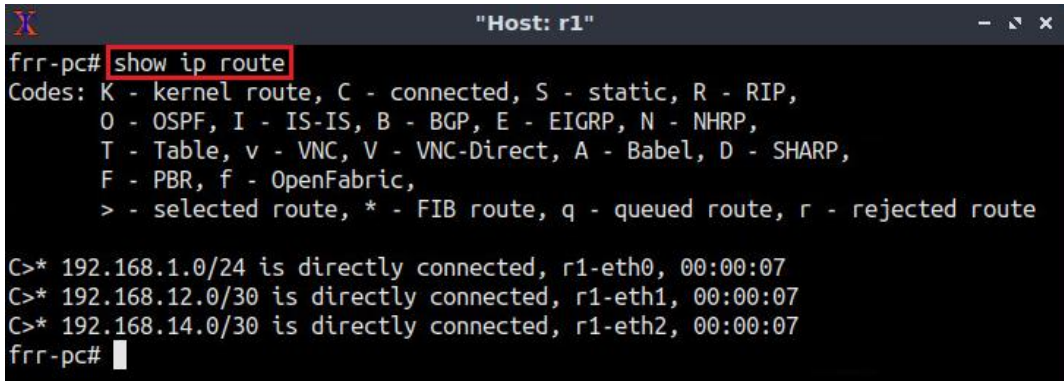 "Host: r1"
frr-pc# show ip route
Codes: K - kernel route, C - connected, S - static, R - RIP,
       O - OSPF, I - IS-IS, B - BGP, E - EIGRP, N - NHRP,
       T - Table, v - VNC, V - VNC-Direct, A - Babel, D - SHARP,
       F - PBR, f - OpenFabric,
       > - selected route, * - FIB route, q - queued route, r - rejected route
C>* 192.168.1.0/24 is directly connected, r1-eth0, 00:00:07
C>* 192.168.12.0/30 is directly connected, r1-eth1, 00:00:07
C>* 192.168.14.0/30 is directly connected, r1-eth2, 00:00:07
frr-pc#